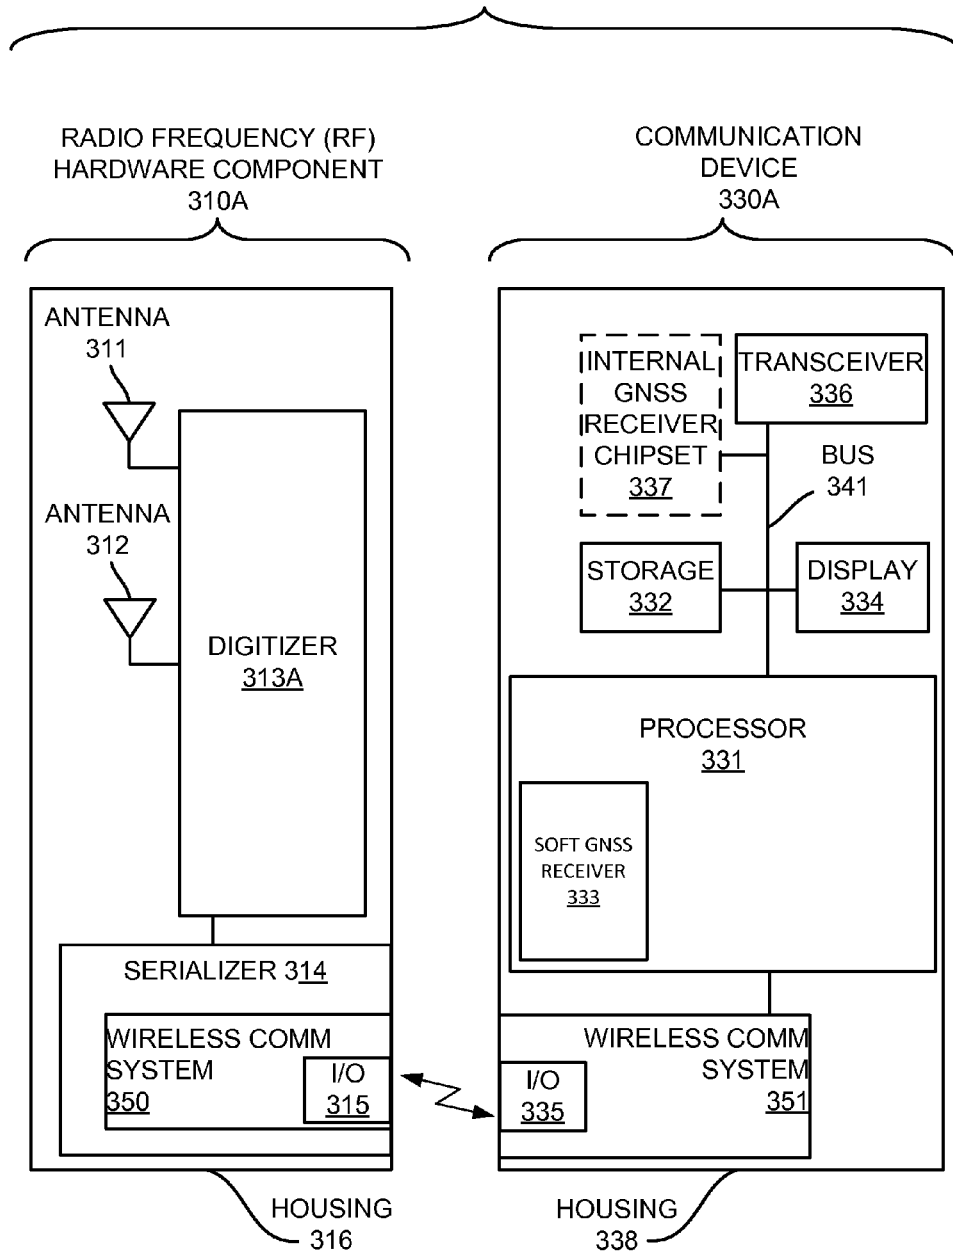 RADIO FREQUENCY (RF)
HARDWARE COMPONENT
310A
COMMUNICATION
DEVICE
330A
ANTENNA
311
ANTENNA
312
DIGITIZER
313A
SERIALIZER 314
WIRELESS COMM
SYSTEM
350
I/O
315
HOUSING
316
INTERNAL
GNSS
RECEIVER
CHIPSET
337
TRANSCEIVER
336
BUS
341
STORAGE
332
DISPLAY
334
PROCESSOR
331
SOFT GNSS
RECEIVER
333
WIRELESS COMM
SYSTEM
351
I/O
335
HOUSING
338